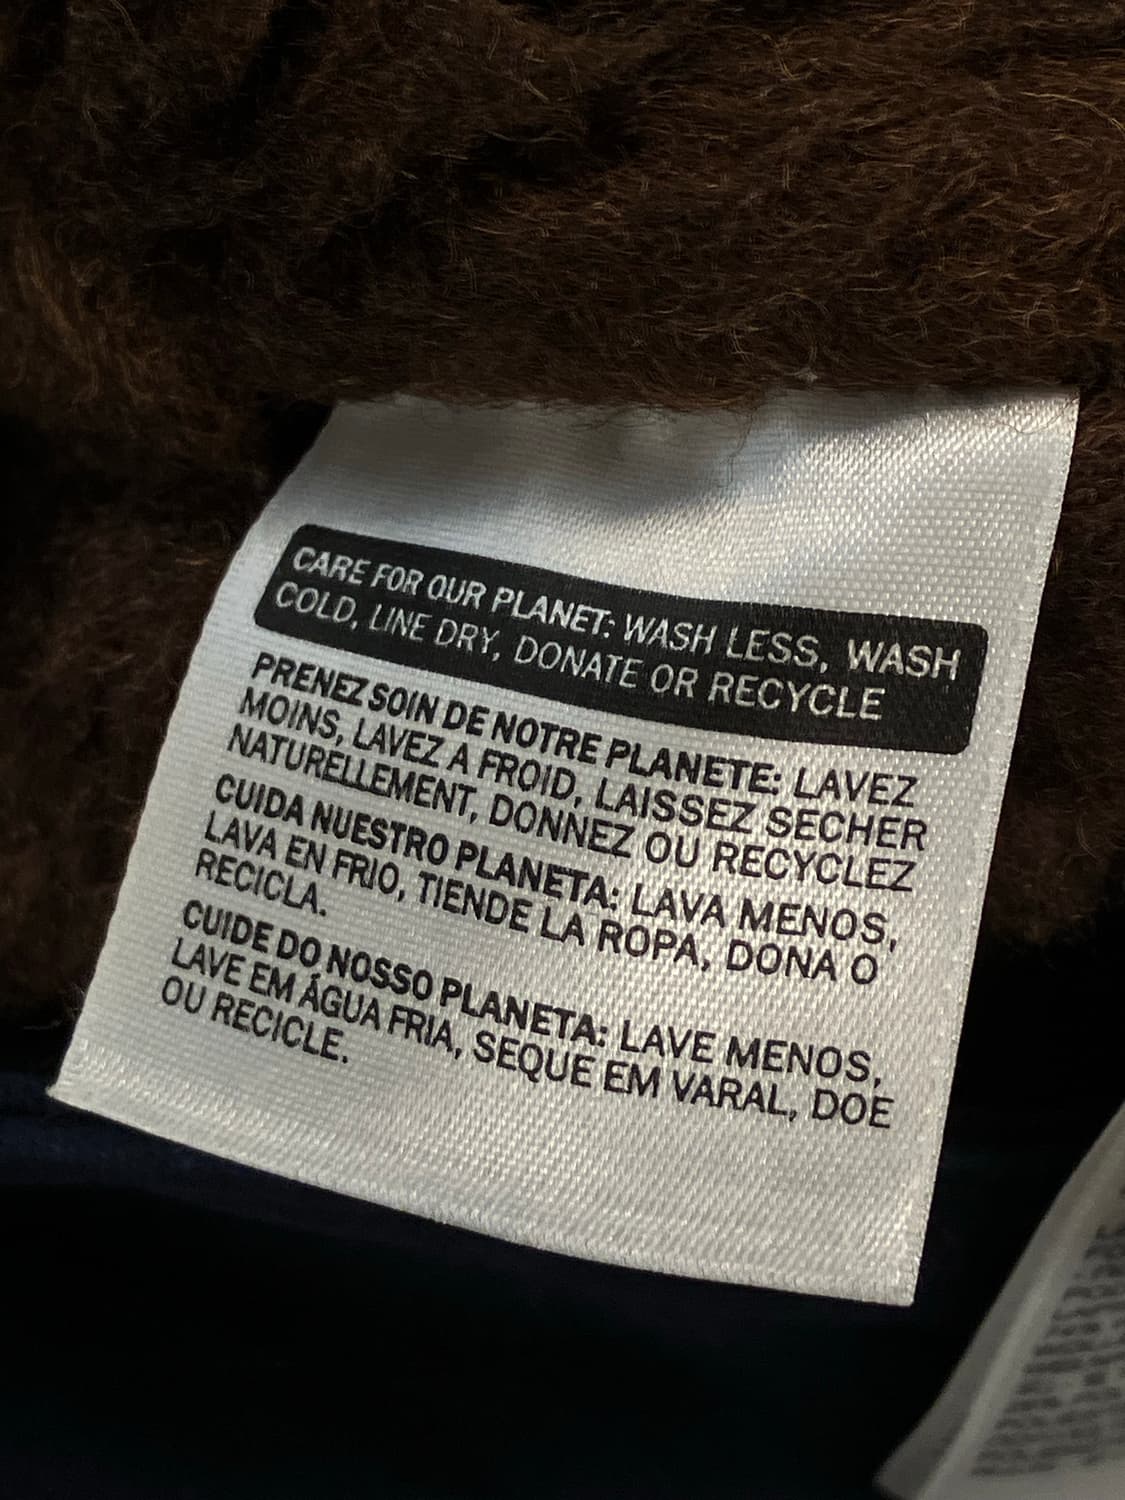 CARE FOR OUR PLANET: WASH LESS, WASH
COLD, LINE DRY, DONATE OR RECYCLE
PRENEZ SOIN DE NOTRE PLANETE: LAVEZ
MOINS, LAVEZ A FROID, LAISSEZ SECHER
NATURELLEMENT, DONNEZ OU RECYCLEZ
CUIDA NUESTRO PLANETA: LAVA MENOS,
LAVA EN FRIO, TIENDE LA ROPA, DONA O
RECICLA.
CUIDE DO NOSSO PLANETA: LAVE MENOS,
LAVE EM ÁGUA FRIA, SEQUE EM VARAL, DOE
OU RECICLE.